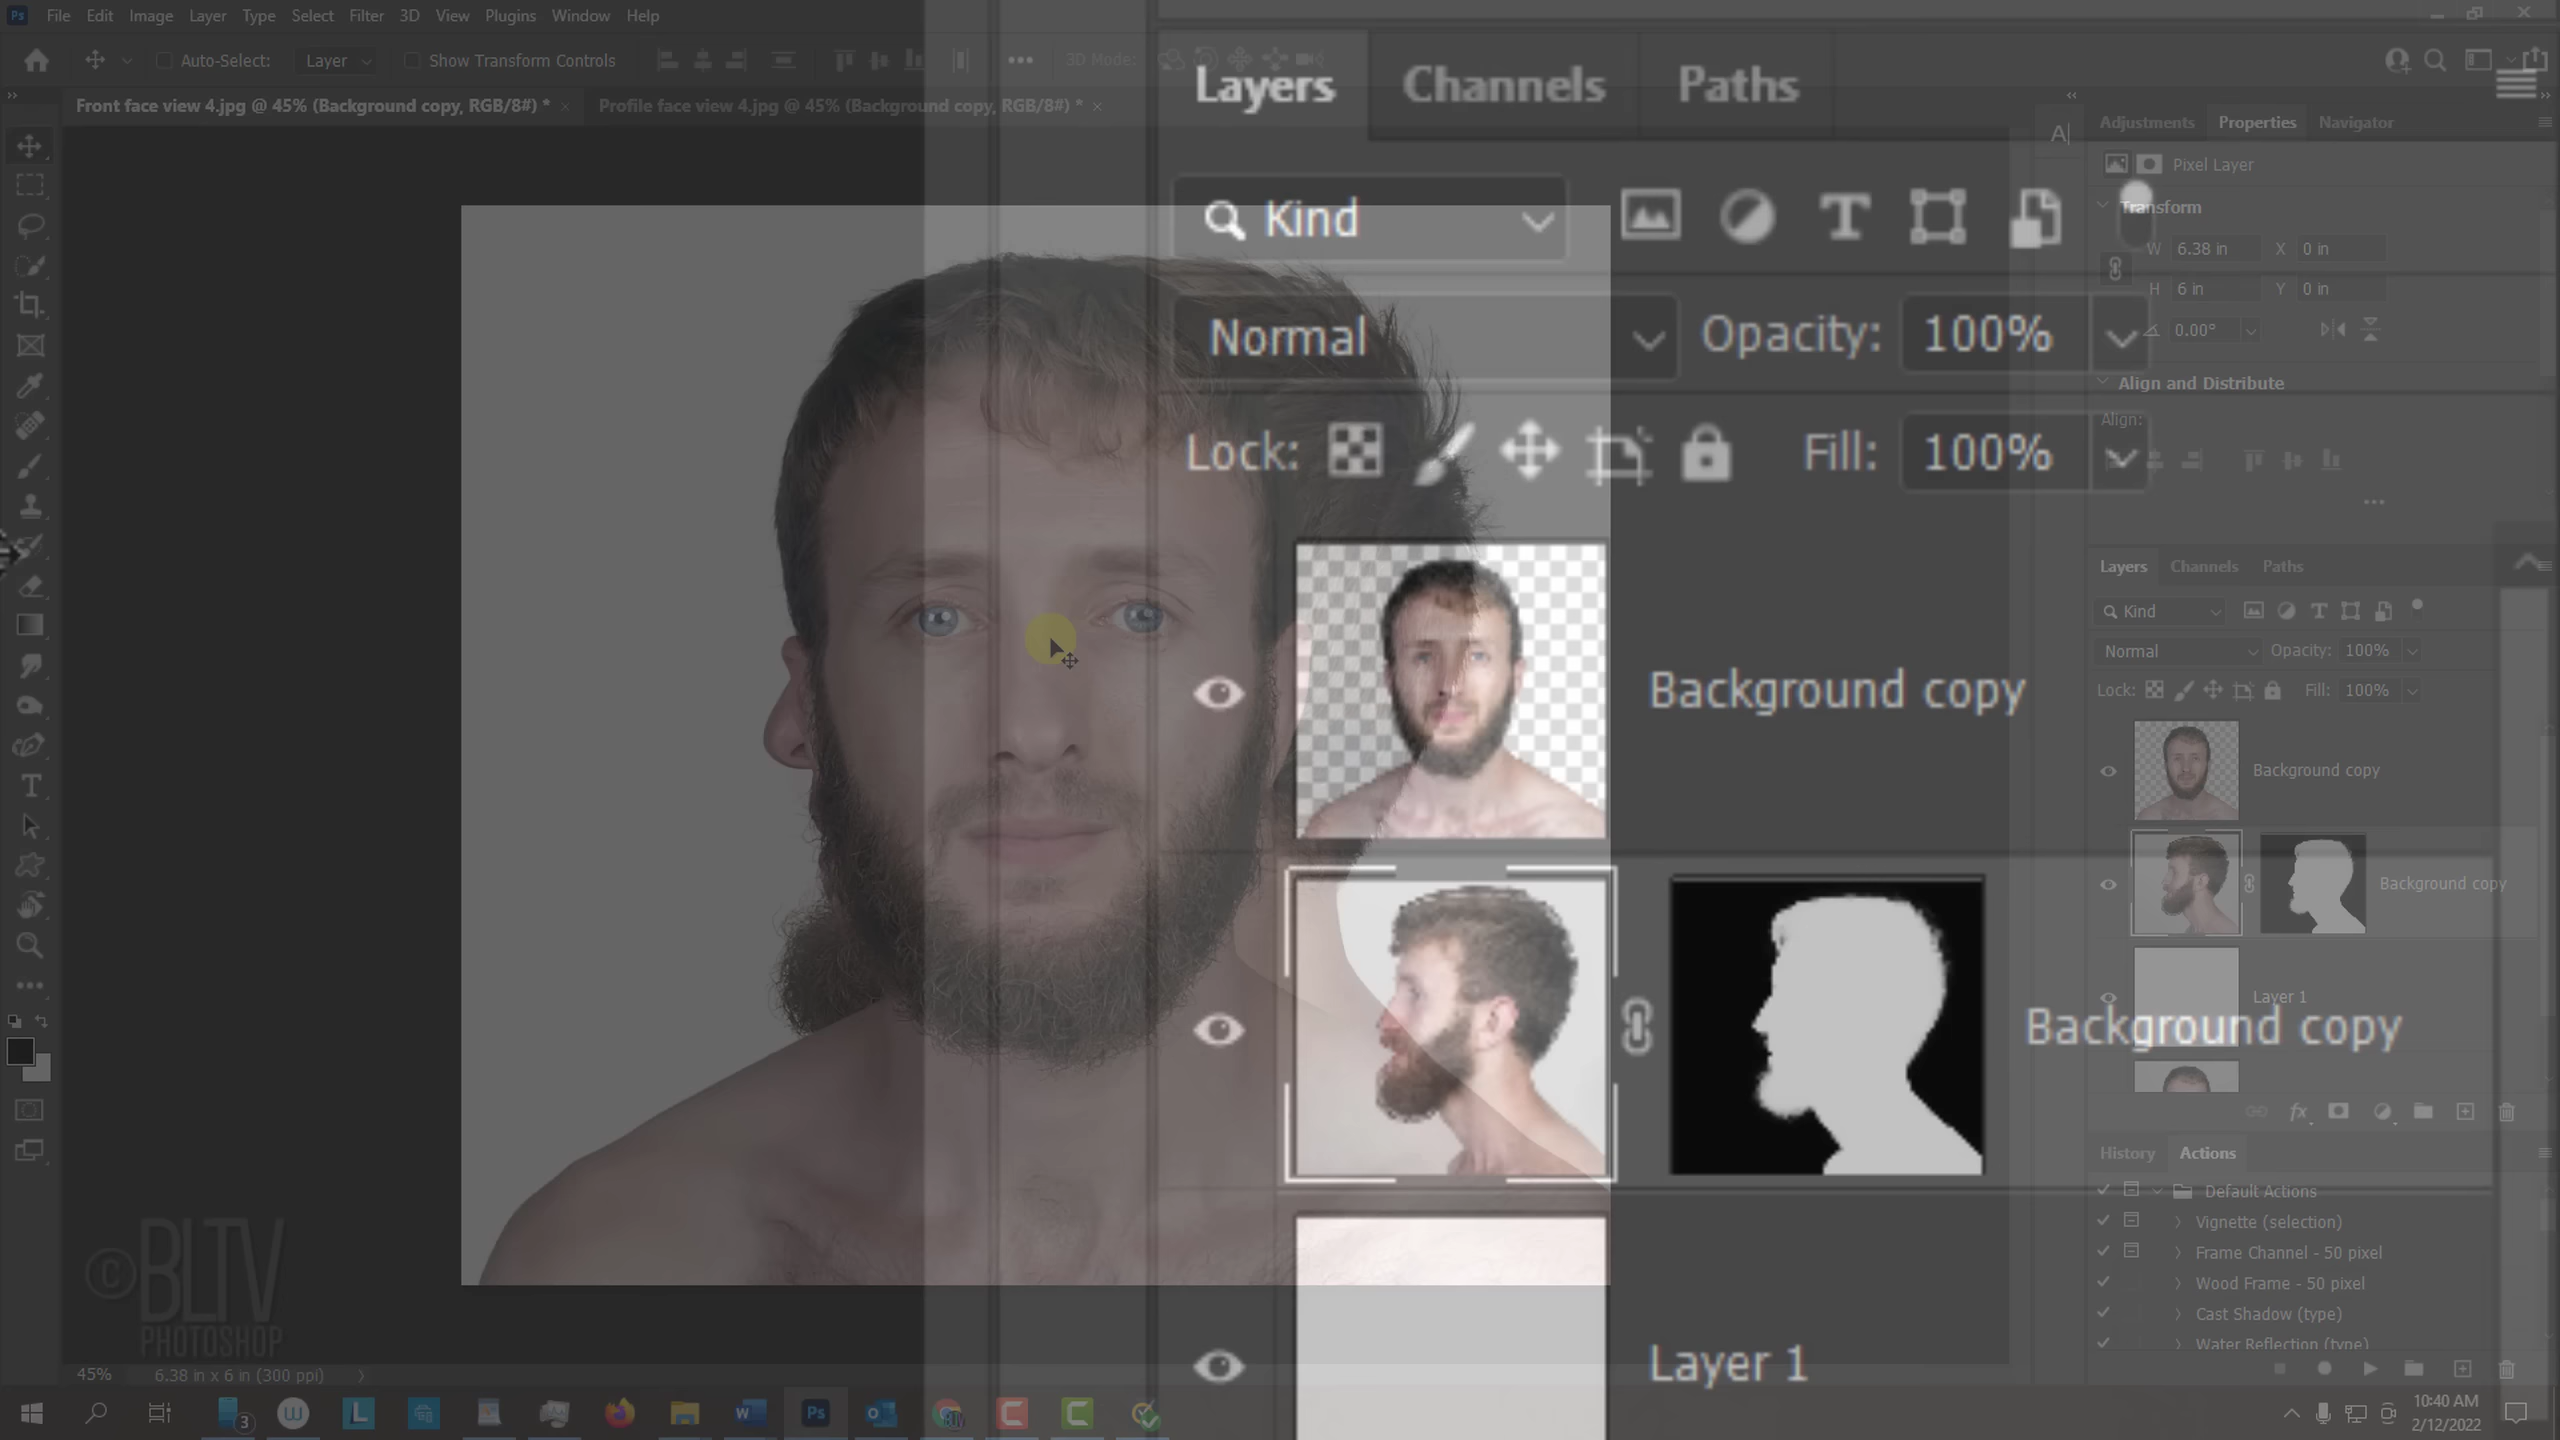 Ps File Edit Image Layer Type Select Filter 3D View Plugins Window Help
Auto-Select: Layer Show Transform Controls 3D Mode:
Front face view 4.jpg @ 45% (Background copy, RGB/8#) * × Profile face view 4.jpg @ 45% (Background copy, RGB/8#) * ×
Layers Channels Paths
Kind
Normal Opacity: 100%
Lock: Fill: 100%
Background copy
Background copy
Layer 1
Adjustments Properties Navigator
Pixel Layer
Transform
W 6.38 in X 0 in
H 6 in Y 0 in
0.00°
Align and Distribute
Align:
Layers Channels Paths
Kind
Normal Opacity: 100%
Lock: Fill: 100%
Background copy
Background copy
Layer 1
fx
History Actions
Default Actions
Vignette (selection)
Frame Channel - 50 pixel
Wood Frame - 50 pixel
Cast Shadow (type)
Water Reflection (type)
©BLTV
PHOTOSHOP
45% 6.38 in x 6 in (300 ppi)
3 W L W Ps O BLTV C C
10:40 AM
2/12/2022